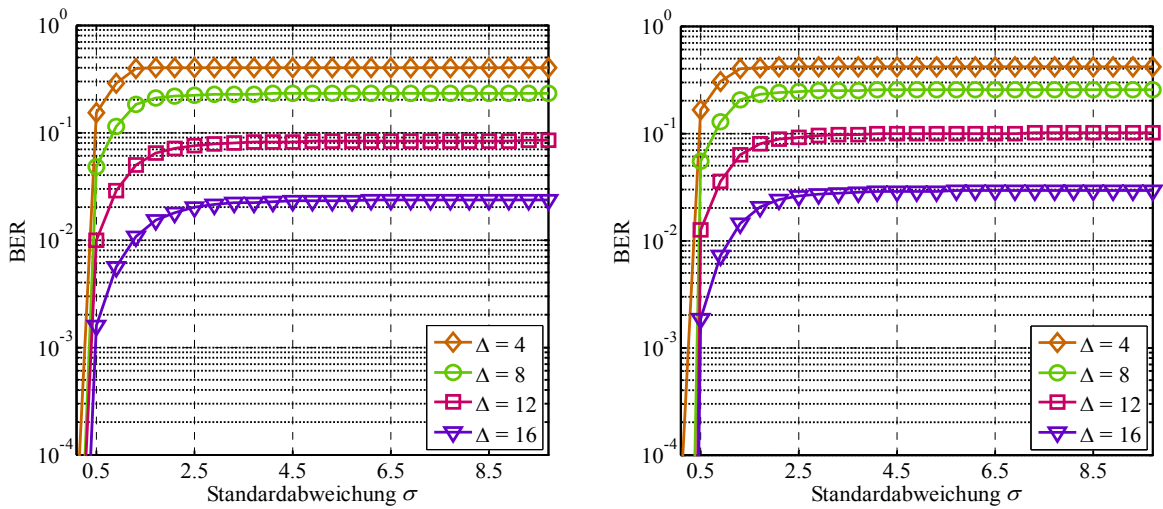 BER
10^0
10^-1
10^-2
10^-3
10^-4
0.5 2.5 4.5 6.5 8.5
Standardabweichung σ
Δ = 4
Δ = 8
Δ = 12
Δ = 16
BER
10^0
10^-1
10^-2
10^-3
10^-4
0.5 2.5 4.5 6.5 8.5
Standardabweichung σ
Δ = 4
Δ = 8
Δ = 12
Δ = 16